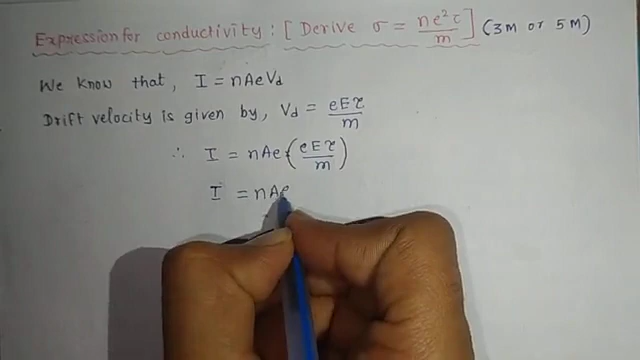 Expression for conductivity : [ Derive σ = ne²τ/m ] (3M or 5M)
We know that, I = nAeVd
Drift velocity is given by, Vd = eEτ/m
∴ I = nAe (eEτ/m)
I = nAe